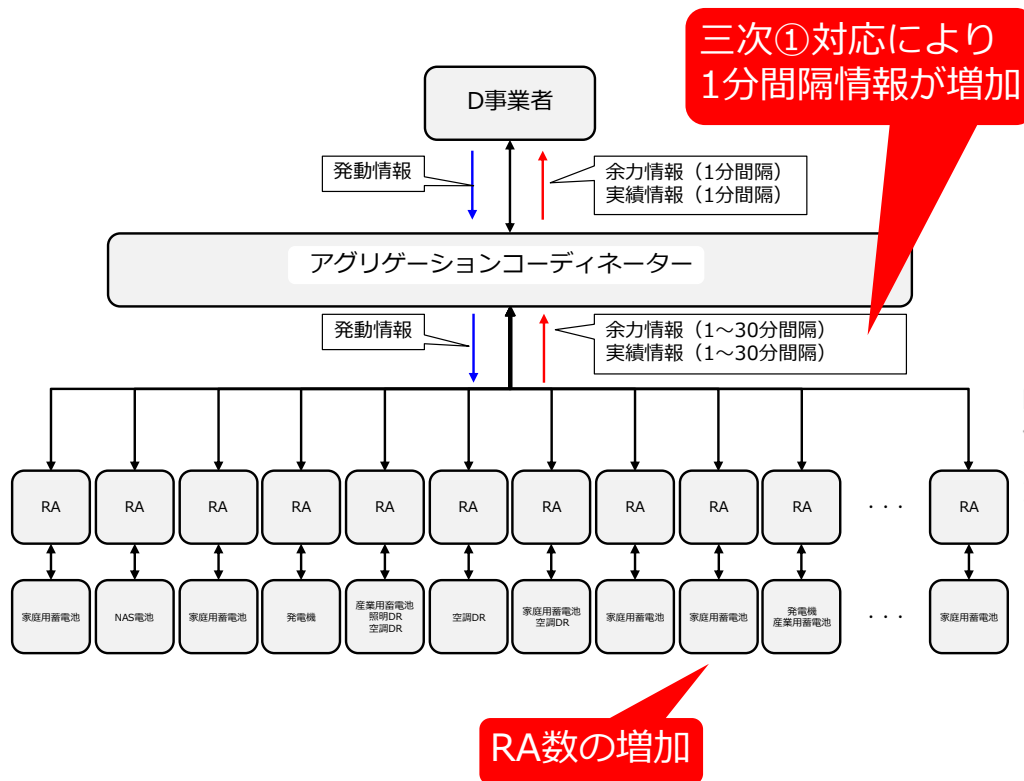 三次①対応により
1分間隔情報が増加
D事業者
発動情報
余力情報（1分間隔）
実績情報（1分間隔）
アグリゲーションコーディネーター
発動情報
余力情報（1～30分間隔）
実績情報（1～30分間隔）
RA
RA
RA
RA
RA
RA
RA
RA
RA
RA
・・・
RA
家庭用蓄電池
NAS電池
家庭用蓄電池
発電機
産業用畜電池
照明DR
空調DR
空調DR
家庭用蓄電池
空調DR
家庭用蓄電池
家庭用蓄電池
発電機
産業用蓄電池
・・・
家庭用蓄電池
RA数の増加